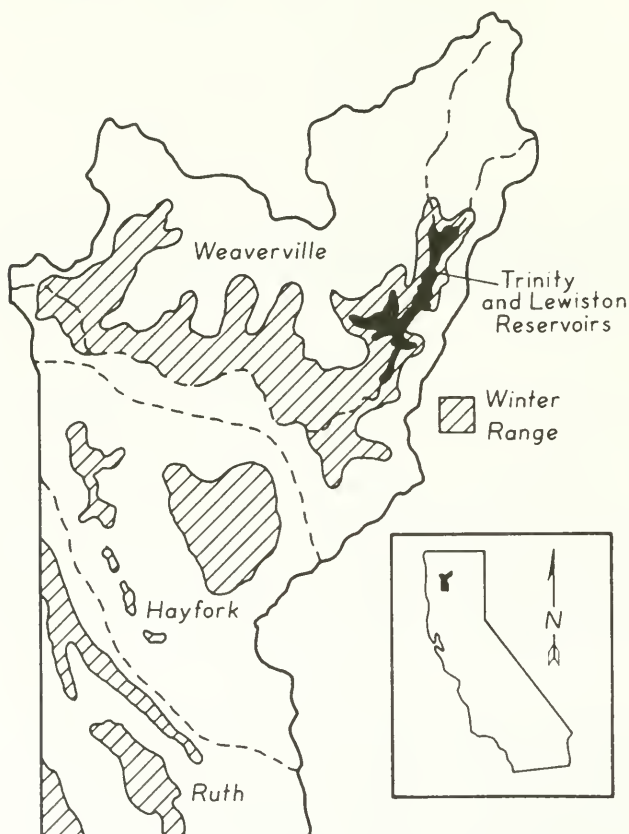 Weaverville
Trinity
and Lewiston
Reservoirs
Winter
Range
Hayfork
N
Ruth